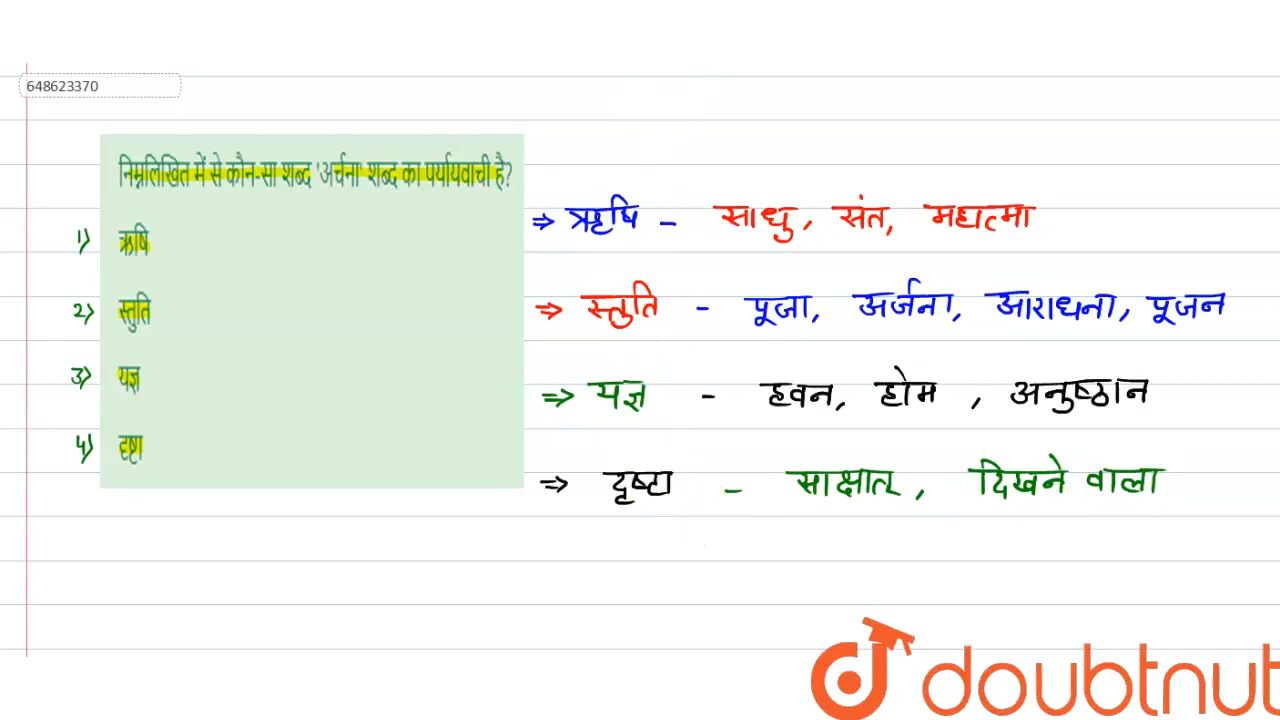 648623370
निम्नलिखित में से कौन-सा शब्द 'अर्चना' शब्द का पर्यायवाची है?
1) ऋषि
2) स्तुति
3) यज्ञ
4) दृष्टा
⇒ ऋषि - साधु, संत, महात्मा
⇒ स्तुति - पूजा, अर्जना, आराधना, पूजन
⇒ यज्ञ - हवन, होम, अनुष्ठान
⇒ दृष्टा - साक्षात्, दिखने वाला
doubtnut